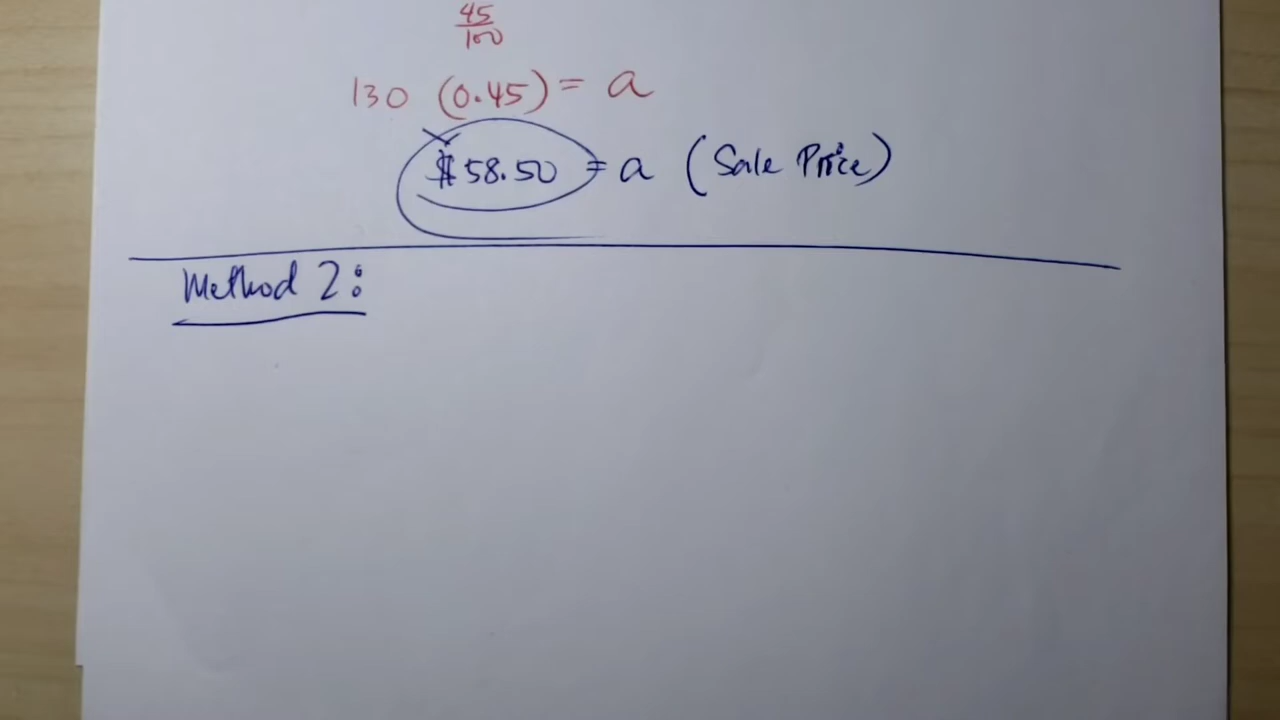 45
100
130 (0.45) = a
$58.50 = a (Sale Price)
Method 2: